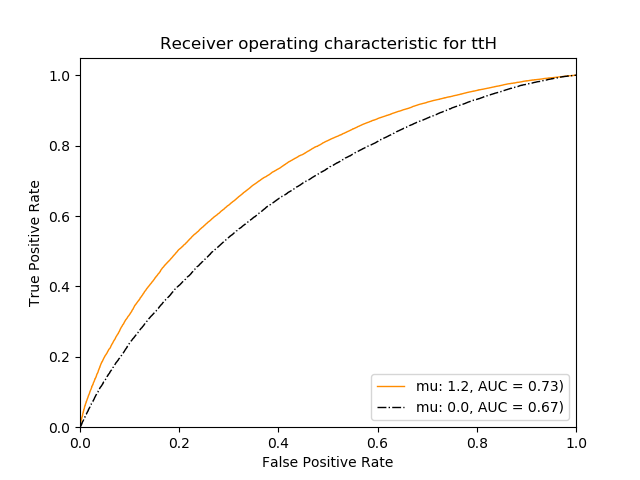 Receiver operating characteristic for ttH
True Positive Rate
1.0
0.8
0.6
0.4
0.2
0.0
0.0 0.2 0.4 0.6 0.8 1.0
False Positive Rate
mu: 1.2, AUC = 0.73)
mu: 0.0, AUC = 0.67)